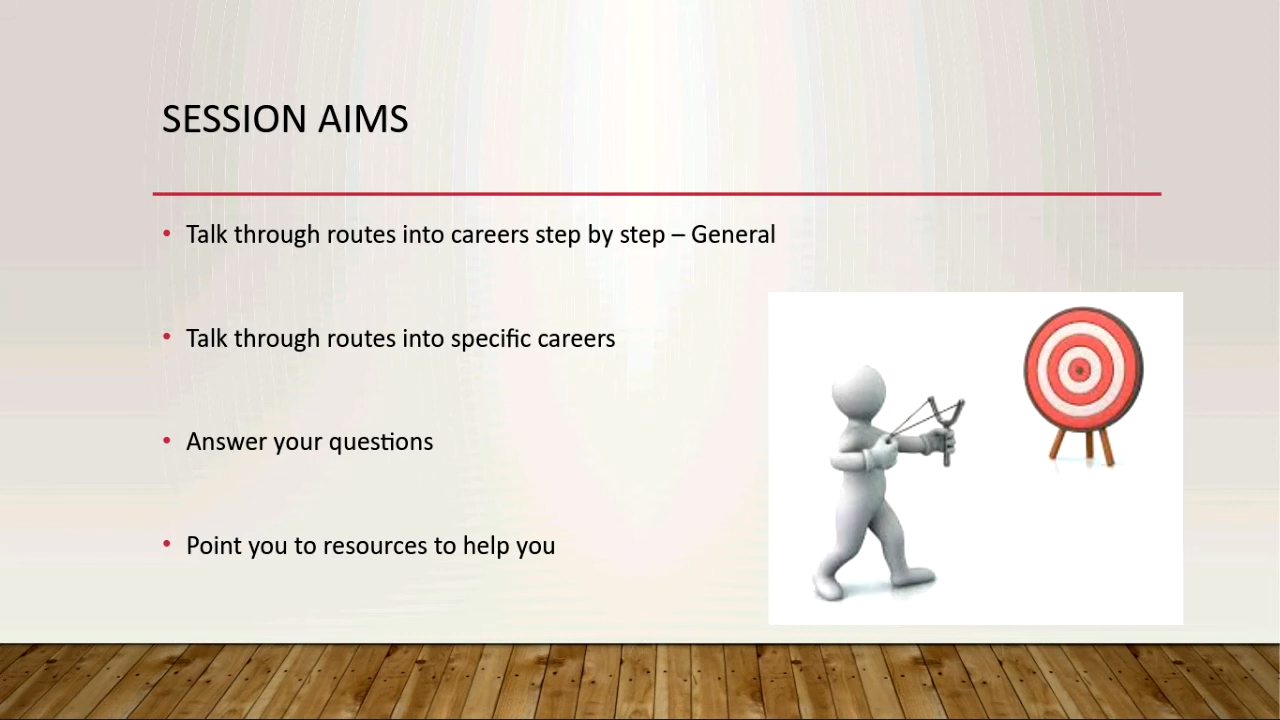 SESSION AIMS
• Talk through routes into careers step by step – General
• Talk through routes into specific careers
• Answer your questions
• Point you to resources to help you